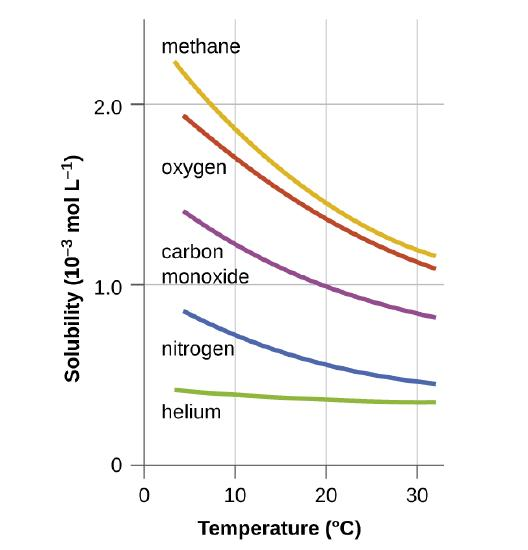 methane
2.0
oxygen
carbon
monoxide
1.0
nitrogen
helium
0
0 10 20 30
Solubility (10⁻³ mol L⁻¹)
Temperature (°C)